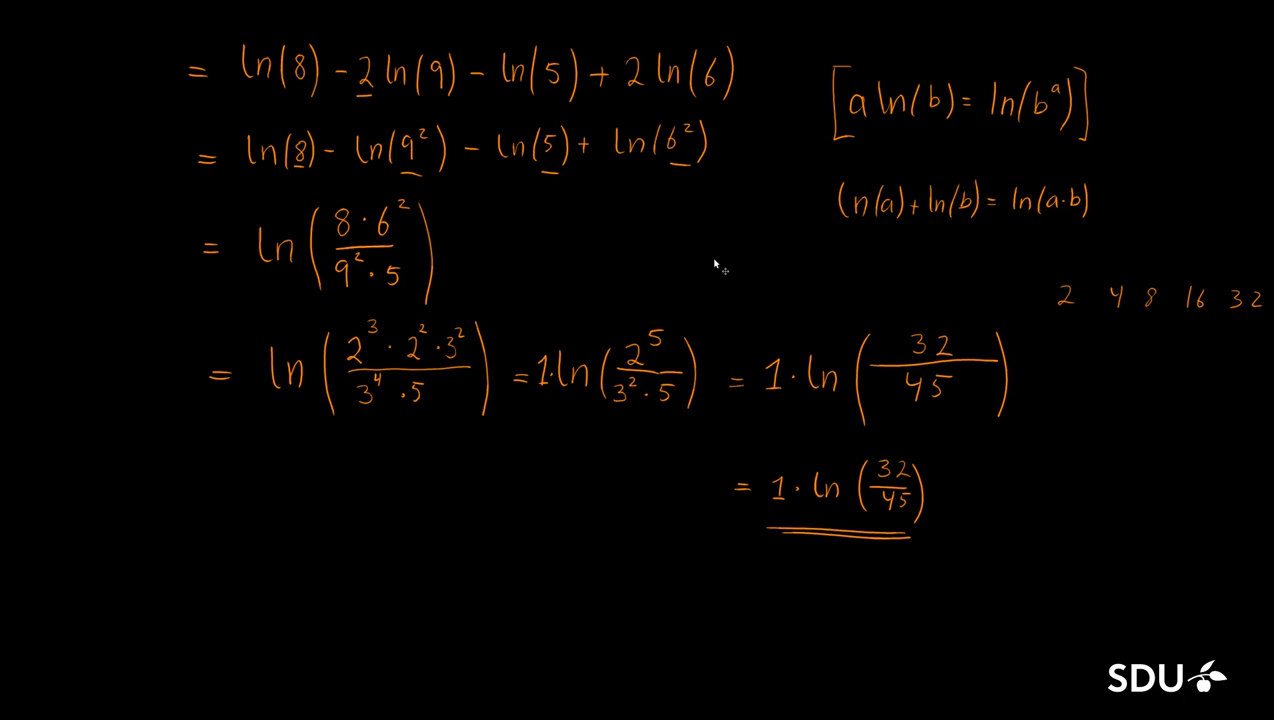 = ln(8) - 2 ln(9) - ln(5) + 2 ln(6)
[a ln(b) = ln(bᵃ)]
= ln(8) - ln(9²) - ln(5) + ln(6²)
(n(a) + ln(b) = ln(a·b)
= ln(8·6² / 9²·5)
2 4 8 16 32
= ln(2³·2²·3² / 3⁴·5) = 1·ln(2⁵ / 3²·5) = 1·ln(32 / 45)
= 1·ln(32/45)
SDU